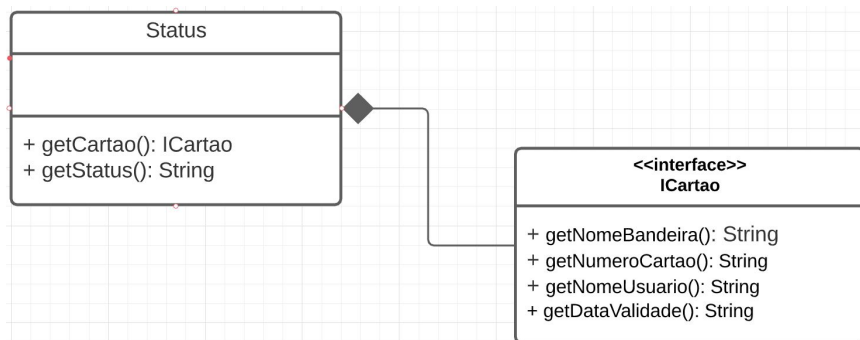 Status
+ getCartao(): ICartao
+ getStatus(): String
<<interface>>
ICartao
+ getNomeBandeira(): String
+ getNumeroCartao(): String
+ getNomeUsuario(): String
+ getDataValidade(): String